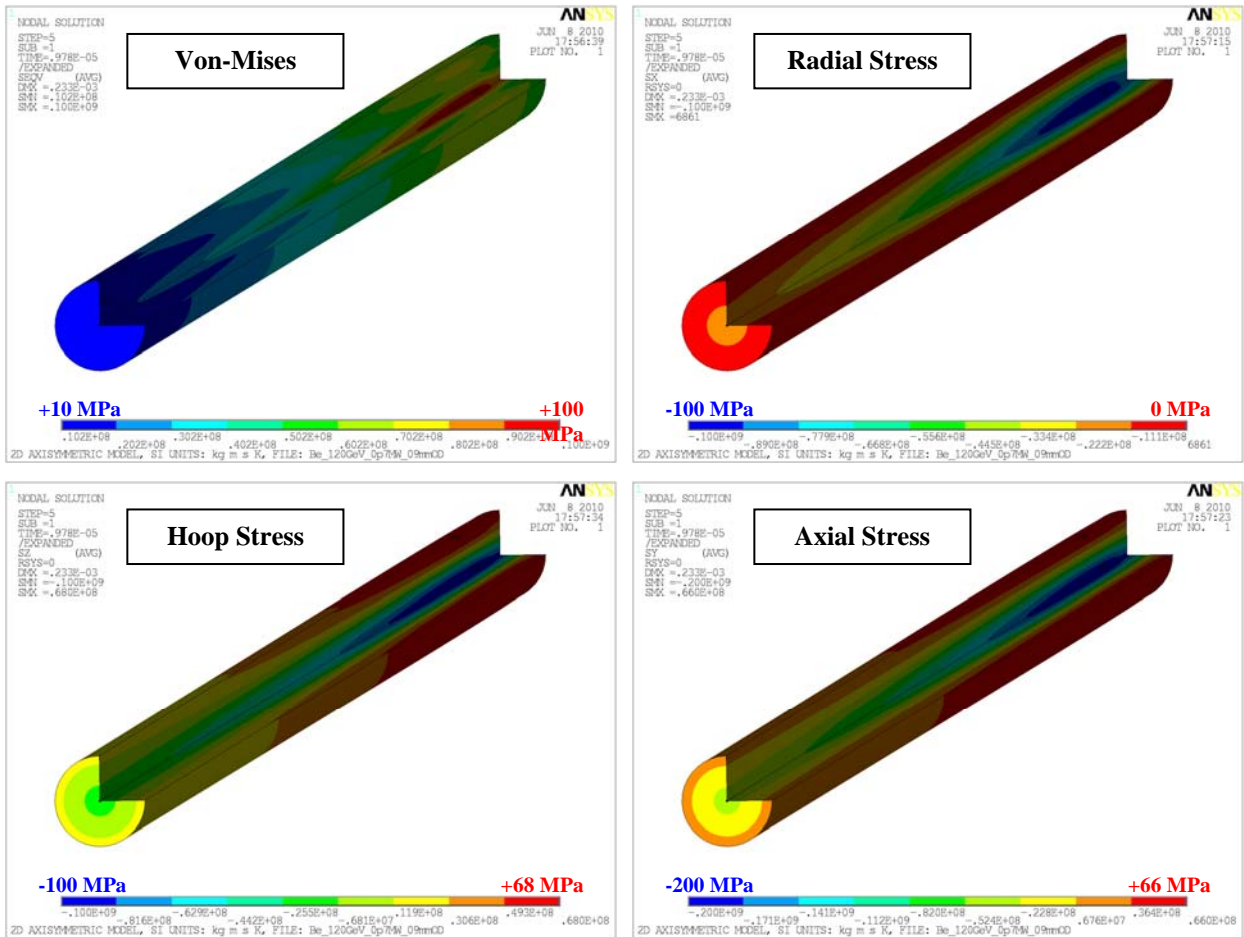 1
NODAL SOLUTION
STEP=5
SUB =1
TIME=.978E-05
/EXPANDED
SEQV (AVG)
DMX =.233E-03
SMN =.102E+08
SMX =.100E+09
Von-Mises
ANSYS
JUN 8 2010
17:56:39
PLOT NO. 1
+10 MPa
+100
MPa
.102E+08 .302E+08 .502E+08 .702E+08
.202E+08 .402E+08 .602E+08 .802E+08 .100E+09
2D AXISYMMETRIC MODEL, SI UNITS: kg m s K, FILE: Be_120GeV_0p7MW_09mmOD
1
NODAL SOLUTION
STEP=5
SUB =1
TIME=.978E-05
/EXPANDED
SX (AVG)
RSYS=0
DMX =.233E-03
SMN =-.100E+09
SMX =6861
Radial Stress
ANSYS
JUN 8 2010
17:57:15
PLOT NO. 1
-100 MPa
0 MPa
-.100E+09 -.779E+08 -.556E+08 -.334E+08 -.111E+08
-.890E+08 -.668E+08 -.445E+08 -.222E+08 6861
2D AXISYMMETRIC MODEL, SI UNITS: kg m s K, FILE: Be_120GeV_0p7MW_09mmOD
1
NODAL SOLUTION
STEP=5
SUB =1
TIME=.978E-05
/EXPANDED
SZ (AVG)
RSYS=0
DMX =.233E-03
SMN =-.100E+09
SMX =.680E+08
Hoop Stress
ANSYS
JUN 8 2010
17:57:34
PLOT NO. 1
-100 MPa
+68 MPa
-.100E+09 -.629E+08 -.255E+08 .119E+08 .493E+08
-.816E+08 -.442E+08 -.681E+07 .306E+08 .680E+08
2D AXISYMMETRIC MODEL, SI UNITS: kg m s K, FILE: Be_120GeV_0p7MW_09mmOD
1
NODAL SOLUTION
STEP=5
SUB =1
TIME=.978E-05
/EXPANDED
SY (AVG)
RSYS=0
DMX =.233E-03
SMN =-.200E+09
SMX =.660E+08
Axial Stress
ANSYS
JUN 8 2010
17:57:23
PLOT NO. 1
-200 MPa
+66 MPa
-.200E+09 -.141E+09 -.820E+08 -.228E+08 .364E+08
-.171E+09 -.112E+09 -.524E+08 .676E+07 .660E+08
2D AXISYMMETRIC MODEL, SI UNITS: kg m s K, FILE: Be_120GeV_0p7MW_09mmOD